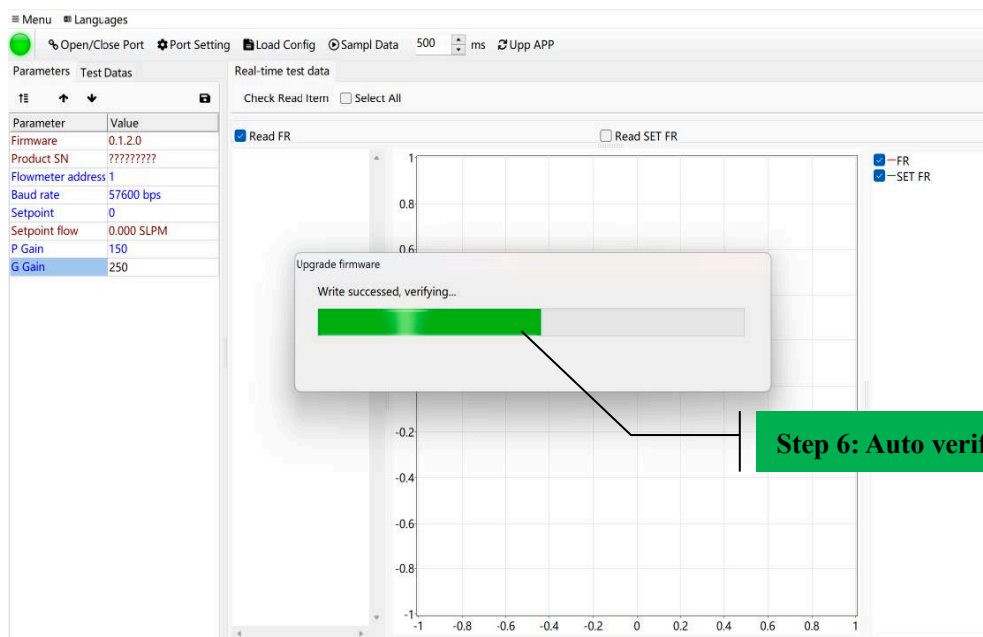 Menu Languages
Open/Close Port Port Setting Load Config Sampl Data 500 ms Upp APP
Parameters Test Datas
Real-time test data
Check Read Item Select All
Parameter Value
Firmware 0.1.2.0
Product SN ?????????
Flowmeter address 1
Baud rate 57600 bps
Setpoint 0
Setpoint flow 0.000 SLPM
P Gain 150
G Gain 250
Read FR Read SET FR
1
0.8
0.6
-0.2
-0.4
-0.6
-0.8
-1
-1 -0.8 -0.6 -0.4 -0.2 0 0.2 0.4 0.6 0.8 1
FR
SET FR
Upgrade firmware
Write successed, verifying...
Step 6: Auto